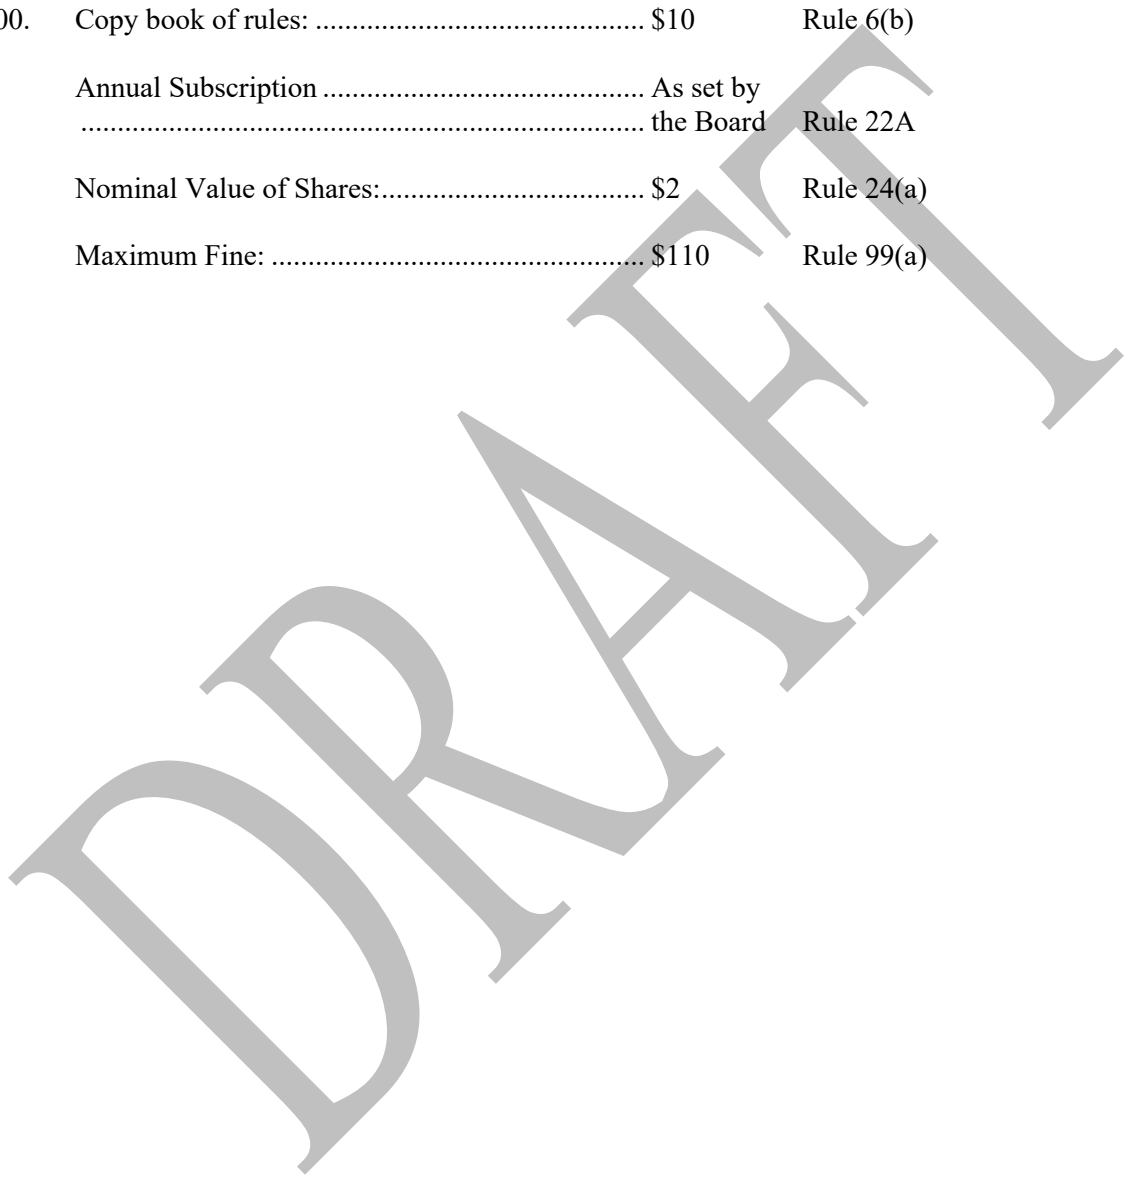 00. Copy book of rules: ............................................. $10 Rule 6(b)
Annual Subscription ............................................ As set by
............................................................................. the Board Rule 22A
Nominal Value of Shares:.................................... $2 Rule 24(a)
Maximum Fine: ................................................... $110 Rule 99(a)
DRAFT